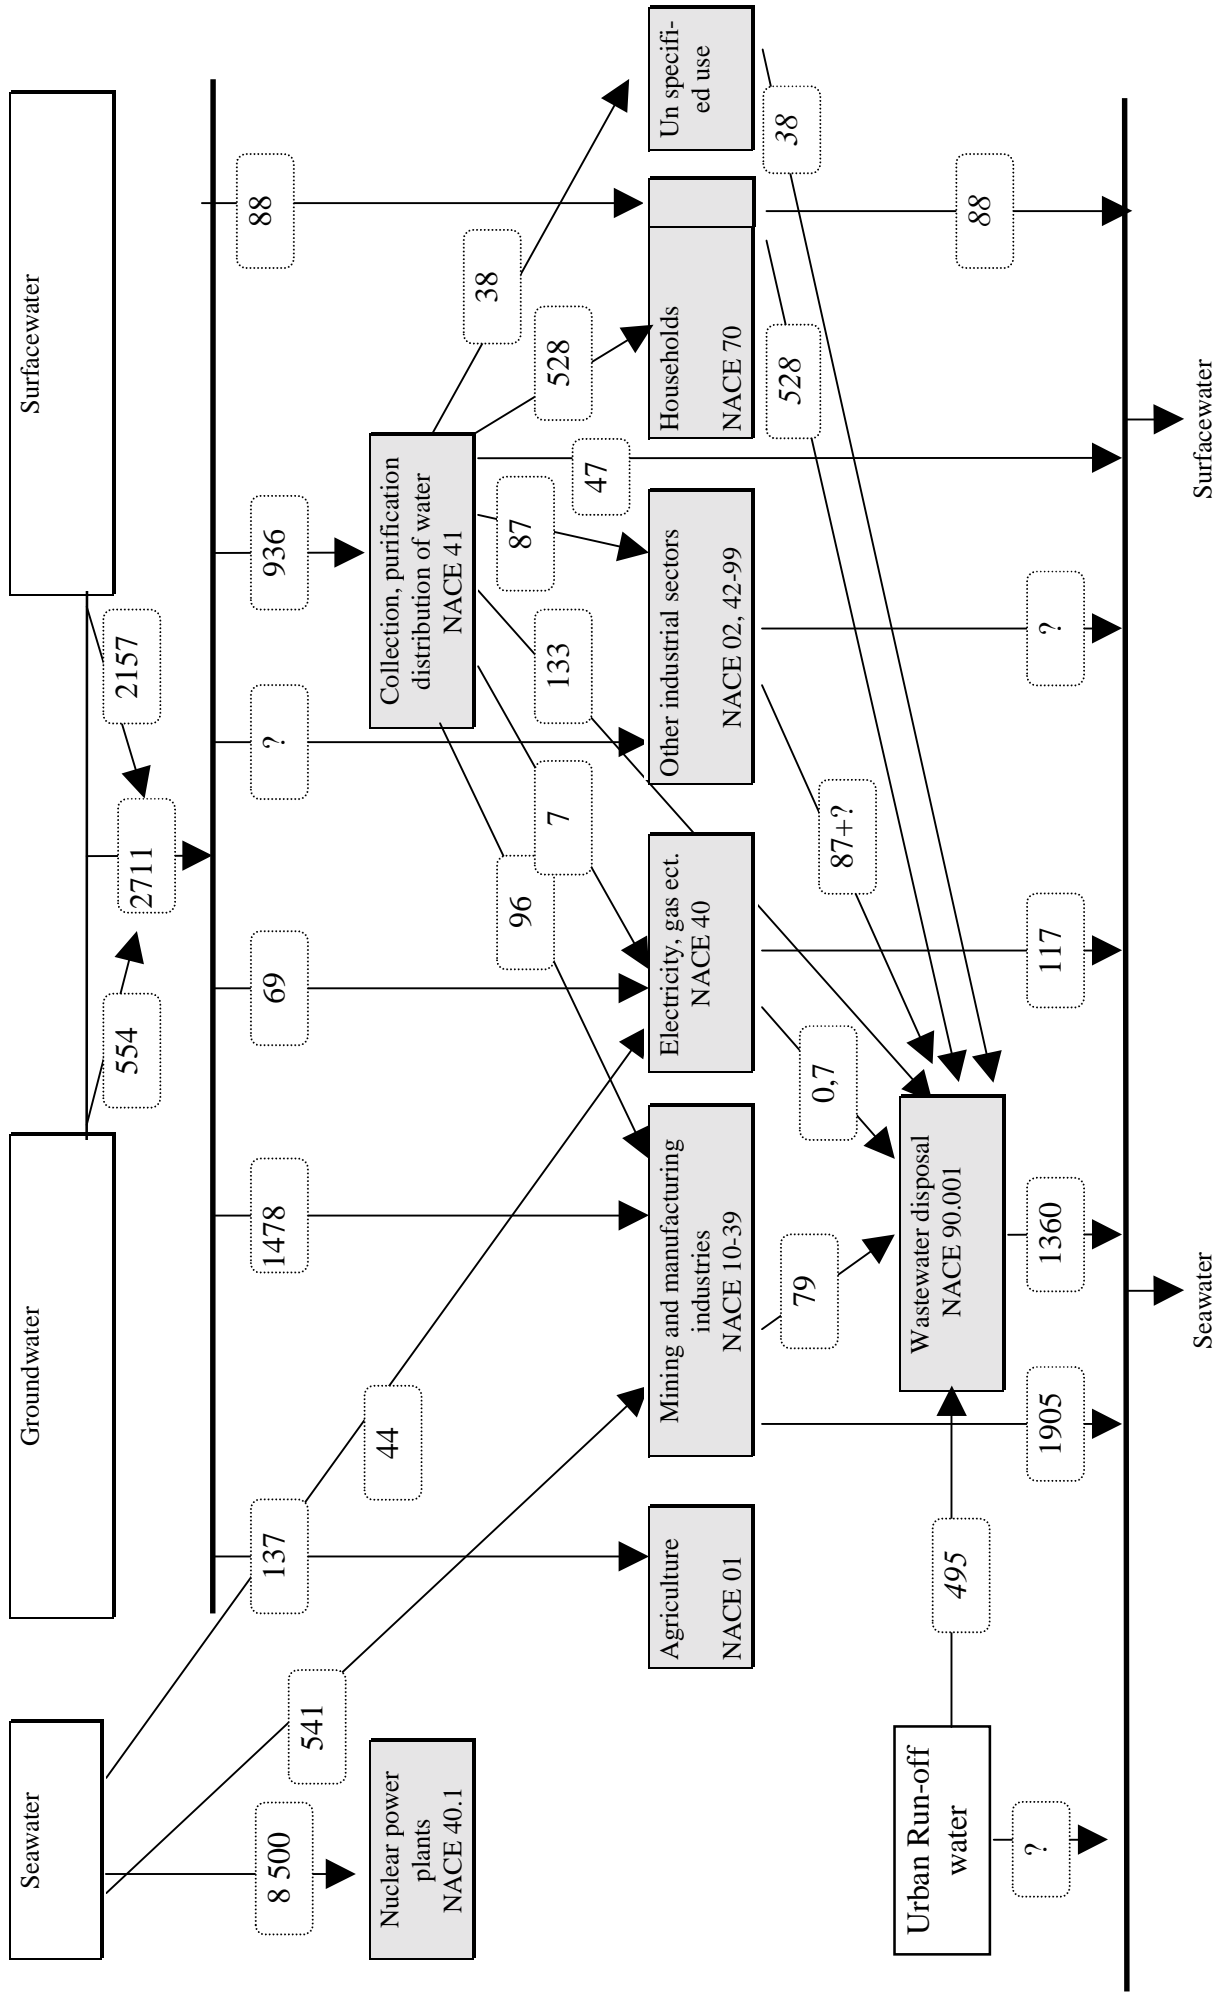 Seawater
Groundwater
Surfacewater
554
2157
2711
8 500
541
137
44
1478
69
?
936
88
Nuclear power
plants
NACE 40.1
Collection, purification
distribution of water
NACE 41
96
7
133
87
47
528
38
Agriculture
NACE 01
Mining and manufacturing
industries
NACE 10-39
Electricity, gas ect.
NACE 40
Other industrial sectors
NACE 02, 42-99
Households
NACE 70
Un specifi-
ed use
79
0,7
87+?
528
38
Urban Run-off
water
495
Wastewater disposal
NACE 90.001
?
1905
1360
117
?
88
Seawater
Surfacewater